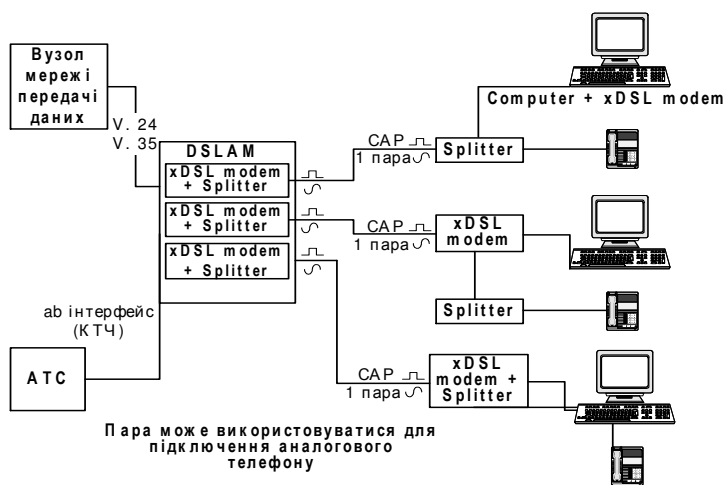 Вузол
мережі
передачі
даних
V. 24
V. 35
DSLAM
xDSL modem
+ Splitter
xDSL modem
+ Splitter
xDSL modem
+ Splitter
ab інтерфейс
(КТЧ)
АТС
CAP
1 пара
Splitter
Computer + xDSL modem
CAP
1 пара
xDSL
modem
Splitter
CAP
1 пара
xDSL
modem +
Splitter
Пара може використовуватися для
підключення аналогового
телефону